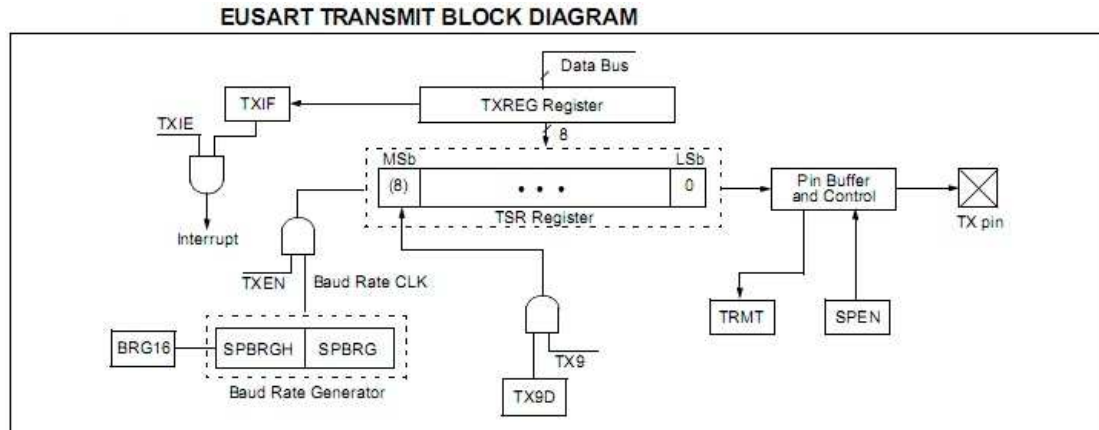 EUSART TRANSMIT BLOCK DIAGRAM
Data Bus
TXIF
TXREG Register
TXIE
8
MSb
LSb
(8)
• • •
0
TSR Register
Pin Buffer
and Control
TX pin
Interrupt
TXEN
Baud Rate CLK
TRMT
SPEN
BRG16
SPBRGH
SPBRG
TX9
Baud Rate Generator
TX9D